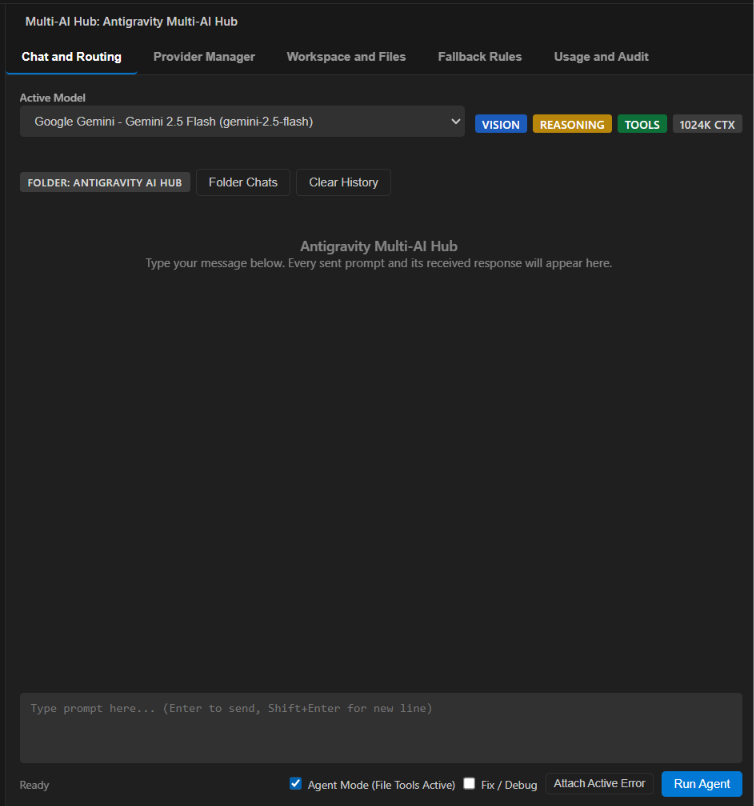 Multi-AI Hub: Antigravity Multi-AI Hub
Chat and Routing Provider Manager Workspace and Files Fallback Rules Usage and Audit
Active Model
Google Gemini - Gemini 2.5 Flash (gemini-2.5-flash) VISION REASONING TOOLS 1024K CTX
FOLDER: ANTIGRAVITY AI HUB Folder Chats Clear History
Antigravity Multi-AI Hub
Type your message below. Every sent prompt and its received response will appear here.
Type prompt here... (Enter to send, Shift+Enter for new line)
Ready Agent Mode (File Tools Active) Fix / Debug Attach Active Error Run Agent